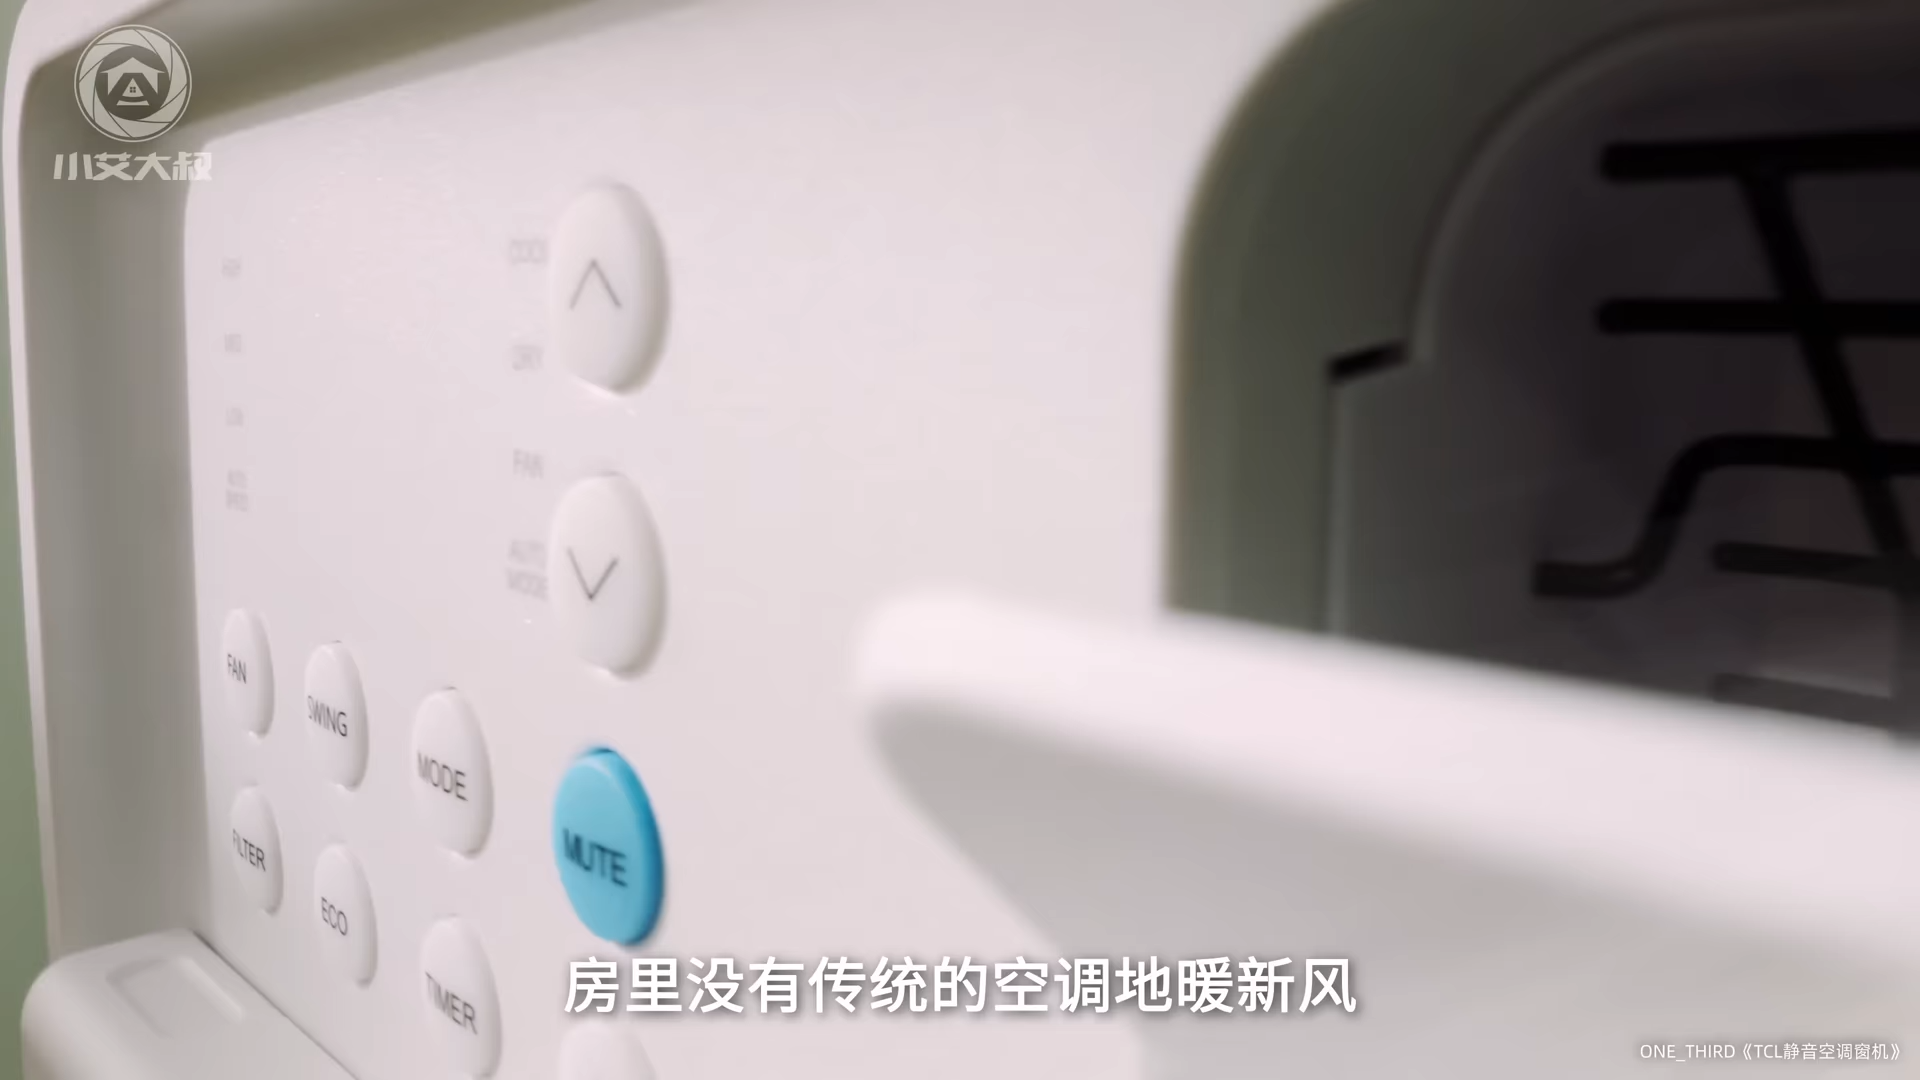 小艾大叔
COOL
DRY
FAN
AUTO
MODE
FAN
SWING
MODE
MUTE
FILTER
ECO
TIMER
房里没有传统的空调地暖新风
ONE_THIRD《TCL静音空调窗机》